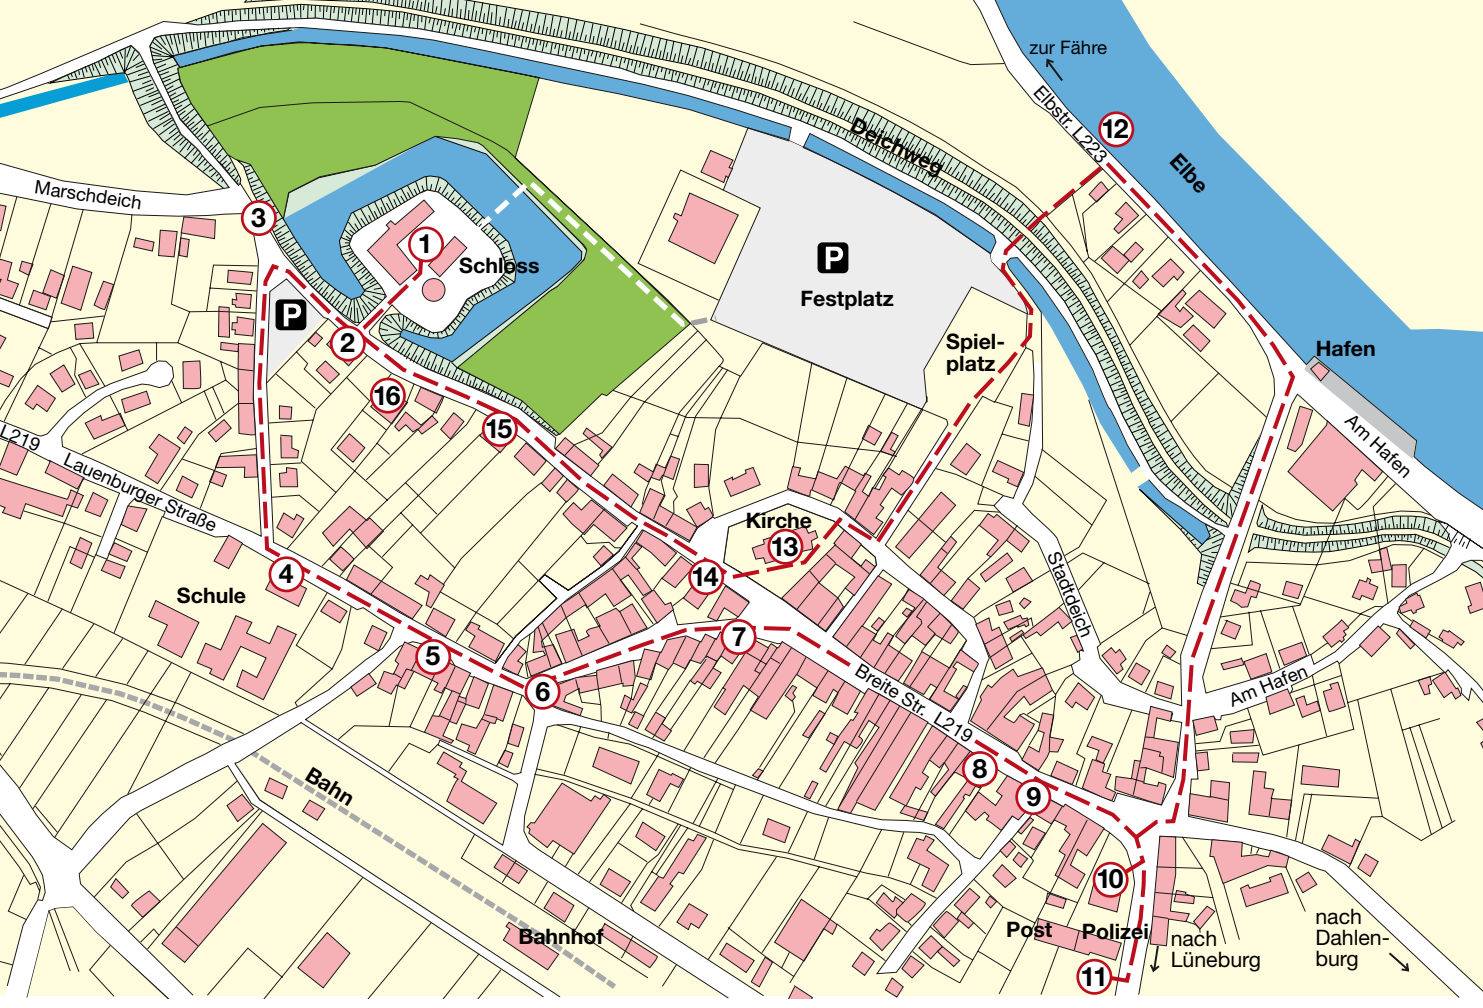 zur Fähre
Elbstr. L223
12
Elbe
Deichweg
Marschdeich
3
1
Schloss
P
Festplatz
P
2
Spiel-
platz
Hafen
16
15
Am Hafen
L219
Lauenburger Straße
Kirche
13
14
4
Schule
Stadtdeich
5
7
6
Am Hafen
Breite Str. L219
8
9
Bahn
10
Bahnhof
Post
Polizei
11
nach
Lüneburg
nach
Dahlen-
burg